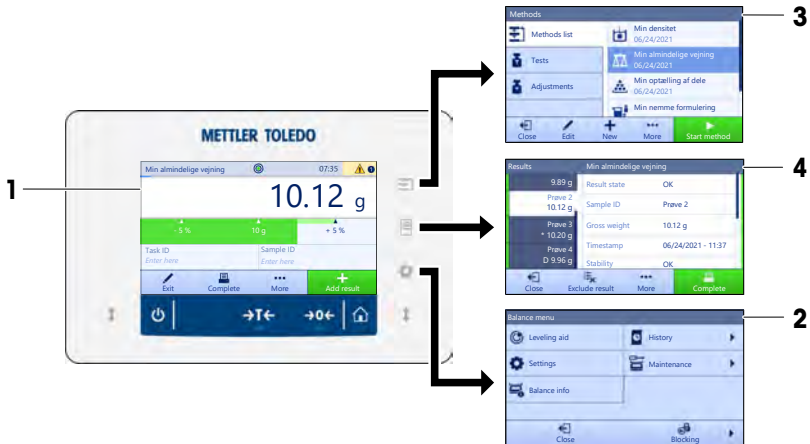 1
METTLER TOLEDO
Min almindelige vejning 07:35
10.12 g
- 5 % 10 g + 5 %
Task ID Sample ID
Enter here Enter here
Exit Complete More Add result
→T← →0←
3
Methods
Methods list
Tests
Adjustments
Min densitet
06/24/2021
Min almindelige vejning
06/24/2021
Min optælling af dele
06/24/2021
Min nemme formulering
Close Edit New More Start method
4
Results Min almindelige vejning
9.89 g
Prøve 2
10.12 g
Prøve 3
* 10.20 g
Prøve 4
D 9.96 g
Result state OK
Sample ID Prøve 2
Gross weight 10.12 g
Timestamp 06/24/2021 - 11:37
Stability OK
Close Exclude result More Complete
2
Balance menu
Leveling aid History
Settings Maintenance
Balance info
Close Blocking